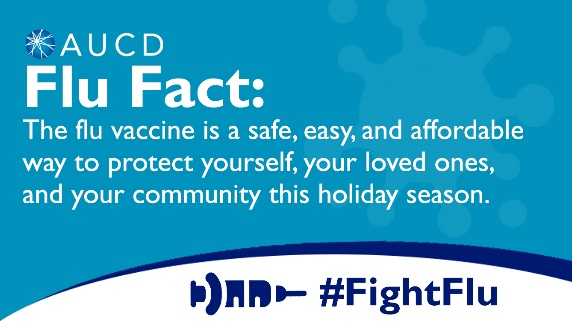 AUCD
Flu Fact:
The flu vaccine is a safe, easy, and affordable
way to protect yourself, your loved ones,
and your community this holiday season.
#FightFlu